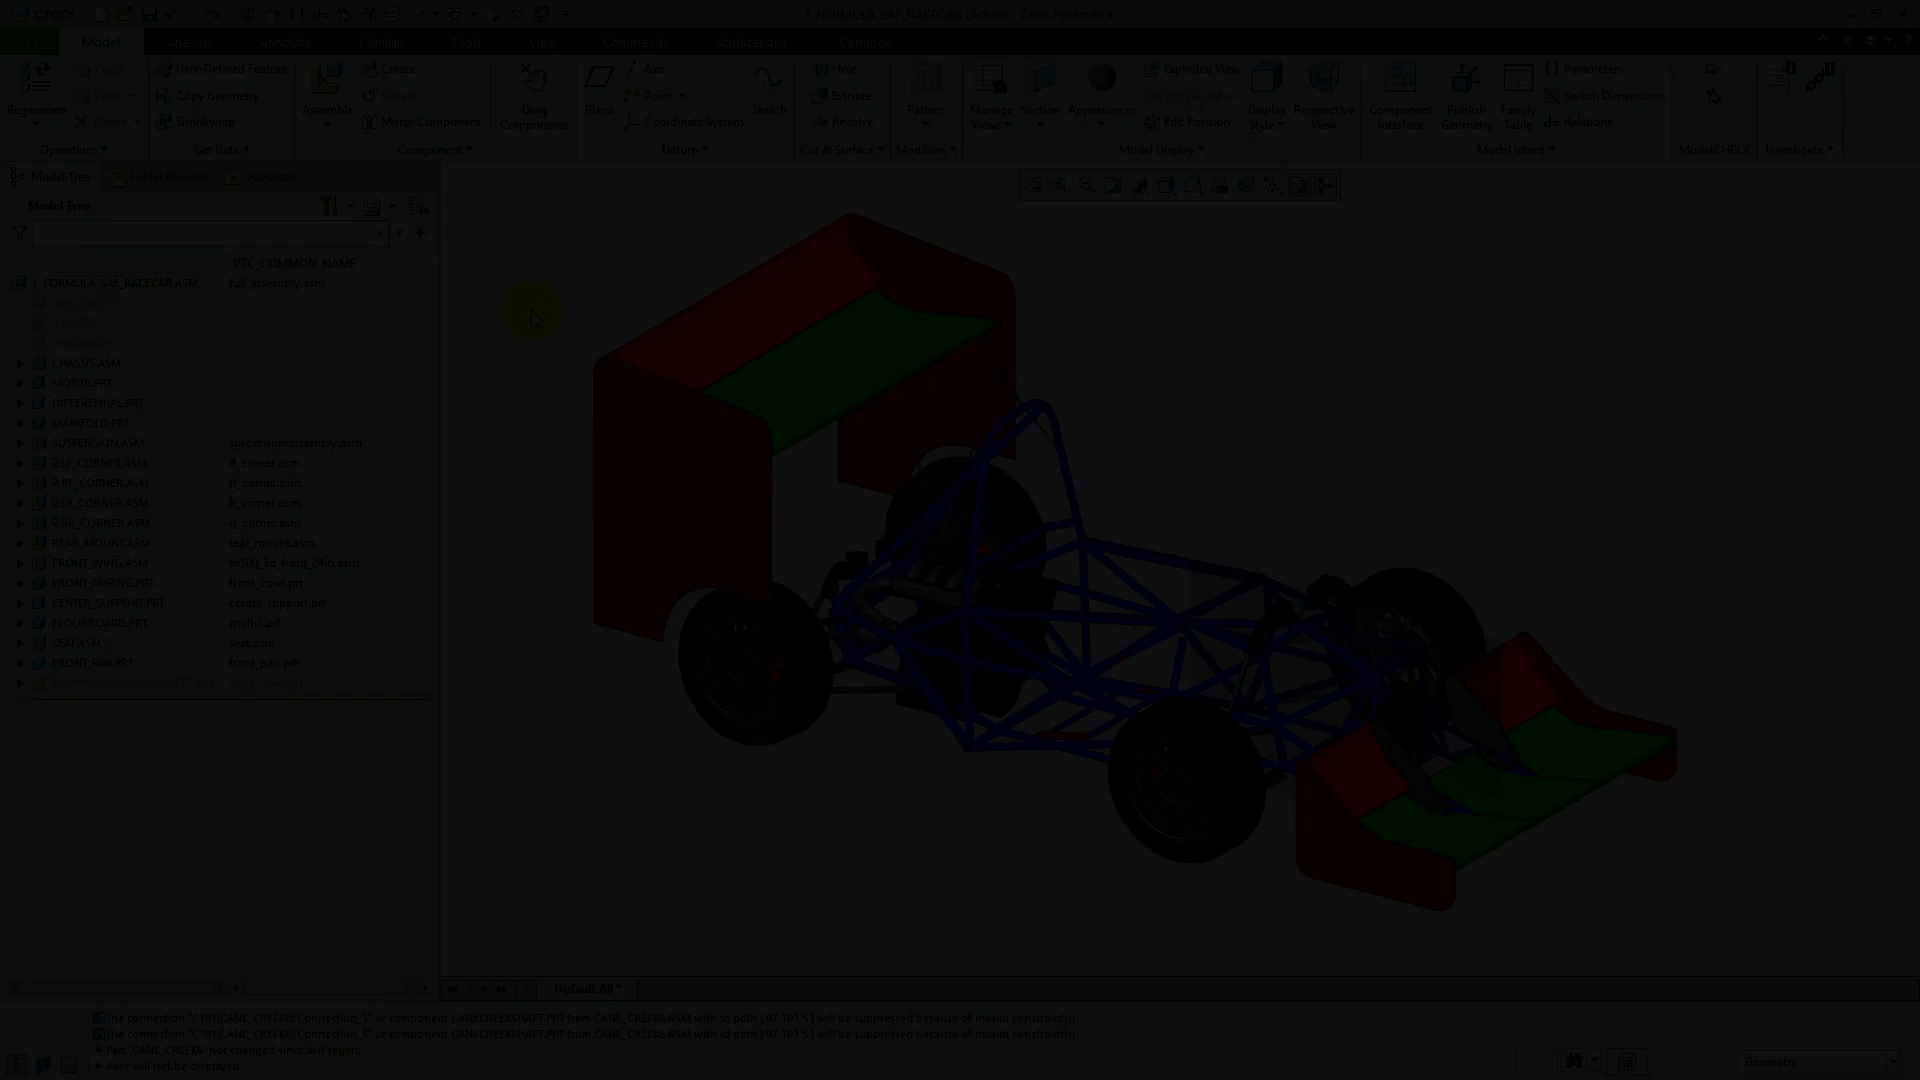 creo
1_FORMULA_SAE_RACECAR (Active) - Creo Parametric
File Model Analysis Annotate Manikin Tools View Commands Applications Common
Regenerate
Copy
Paste
Delete
Operations
User-Defined Feature
Copy Geometry
Shrinkwrap
Get Data
Assemble
Create
Repeat
Mirror Component
Component
Drag
Components
Plane
Axis
Point
Coordinate System
Sketch
Datum
Hole
Extrude
Revolve
Cut & Surface
Pattern
Modifiers
Manage
Views
Section
Appearances
Exploded View
Toggle Status
Edit Position
Display
Style
Perspective
View
Model Display
Component
Interface
Publish
Geometry
Family
Table
Parameters
Switch Dimensions
d= Relations
Model Intent
ModelCHECK
Investigate
Model Tree Folder Browser Favorites
Model Tree
PTC_COMMON_NAME
1_FORMULA_SAE_RACECAR.ASM full_assembly.asm
CHASSIS.ASM
MOTOR.PRT
DIFFERENTIAL.PRT
MANIFOLD.PRT
SUSPENSION.ASM suspensionassembly.asm
LF_CORNER.ASM lf_corner.asm
RF_CORNER.ASM rf_corner.asm
LR_CORNER.ASM lr_corner.asm
RR_CORNER.ASM rr_corner.asm
REAR_MOUNT.ASM rear_mount.asm
FRONT_WING.ASM fn100_3d_front_24in.asm
FRONT_FAIRING.PRT front_cowl.prt
CENTER_SUPPORT.PRT center_support.prt
FLOORBOARD.PRT multi1.prt
SEAT.ASM seat.asm
FRONT_PAN.PRT front_pan.prt
Default All *
The connection "C101|CANE_CREEK6|:Connection_1" of component CANECREEKSHAFT.PRT from CANE_CREEK6.ASM with id path [ 97 101 5 ] will be suppressed because of invalid constraint(s).
The connection "C101|CANE_CREEK6|:Connection_5" of component CANECREEKSHAFT.PRT from CANE_CREEK6.ASM with id path [ 97 101 5 ] will be suppressed because of invalid constraint(s).
• Part 'CANE_CREEK6' not changed since last regen.
• Axes will not be displayed.
Geometry